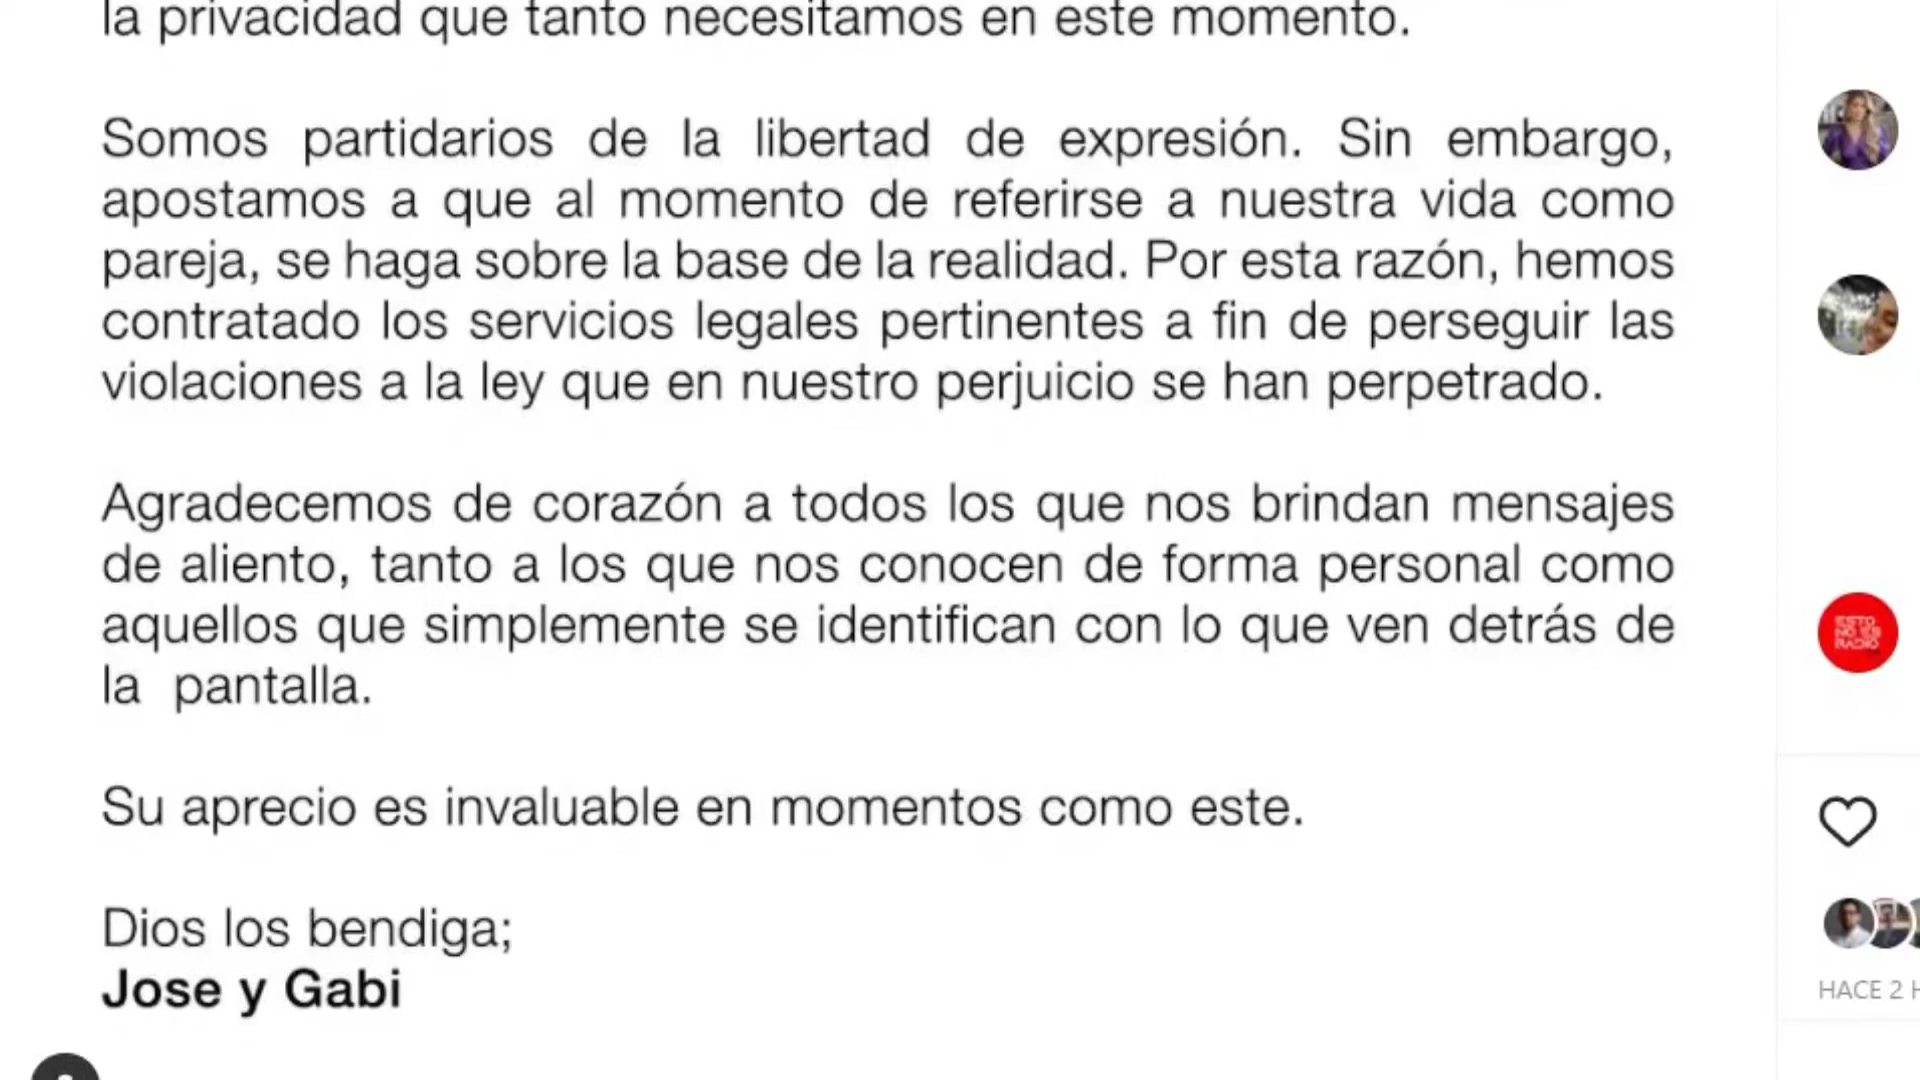 la privacidad que tanto necesitamos en este momento.
Somos partidarios de la libertad de expresión. Sin embargo,
apostamos a que al momento de referirse a nuestra vida como
pareja, se haga sobre la base de la realidad. Por esta razón, hemos
contratado los servicios legales pertinentes a fin de perseguir las
violaciones a la ley que en nuestro perjuicio se han perpetrado.
Agradecemos de corazón a todos los que nos brindan mensajes
de aliento, tanto a los que nos conocen de forma personal como
aquellos que simplemente se identifican con lo que ven detrás de
la pantalla.
Su aprecio es invaluable en momentos como este.
Dios los bendiga;
Jose y Gabi
ESTO
NO ES
RADIO
HACE 2 H